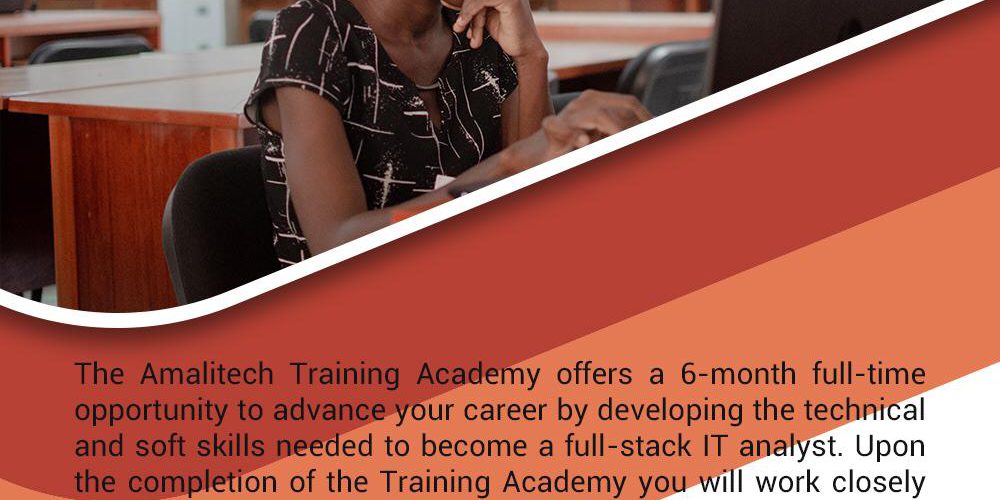 The Amalitech Training Academy offers a 6-month full-time
opportunity to advance your career by developing the technical
and soft skills needed to become a full-stack IT analyst. Upon
the completion of the Training Academy you will work closely